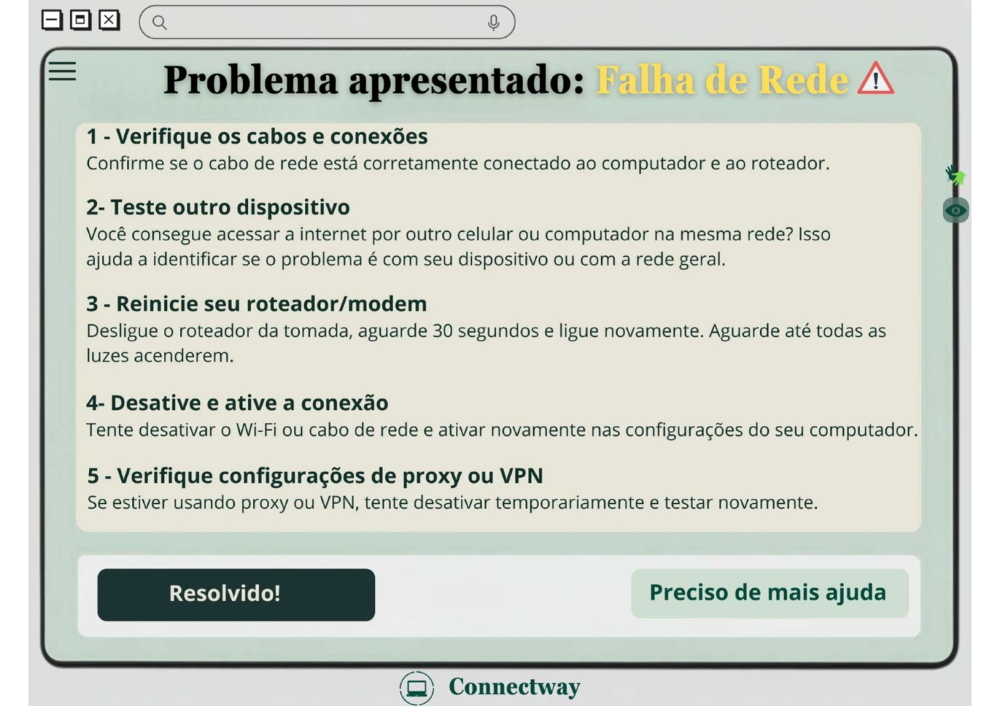 Problema apresentado: Falha de Rede
1 - Verifique os cabos e conexões
Confirme se o cabo de rede está corretamente conectado ao computador e ao roteador.
2- Teste outro dispositivo
Você consegue acessar a internet por outro celular ou computador na mesma rede? Isso
ajuda a identificar se o problema é com seu dispositivo ou com a rede geral.
3 - Reinicie seu roteador/modem
Desligue o roteador da tomada, aguarde 30 segundos e ligue novamente. Aguarde até todas as
luzes acenderem.
4- Desative e ative a conexão
Tente desativar o Wi-Fi ou cabo de rede e ativar novamente nas configurações do seu computador.
5 - Verifique configurações de proxy ou VPN
Se estiver usando proxy ou VPN, tente desativar temporariamente e testar novamente.
Resolvido!
Preciso de mais ajuda
Connectway